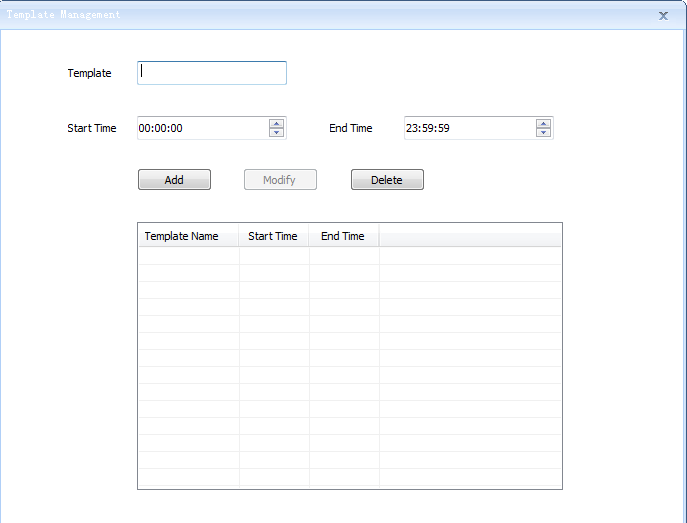 Template Management
Template
Start Time 00:00:00 End Time 23:59:59
Add Modify Delete
Template Name Start Time End Time